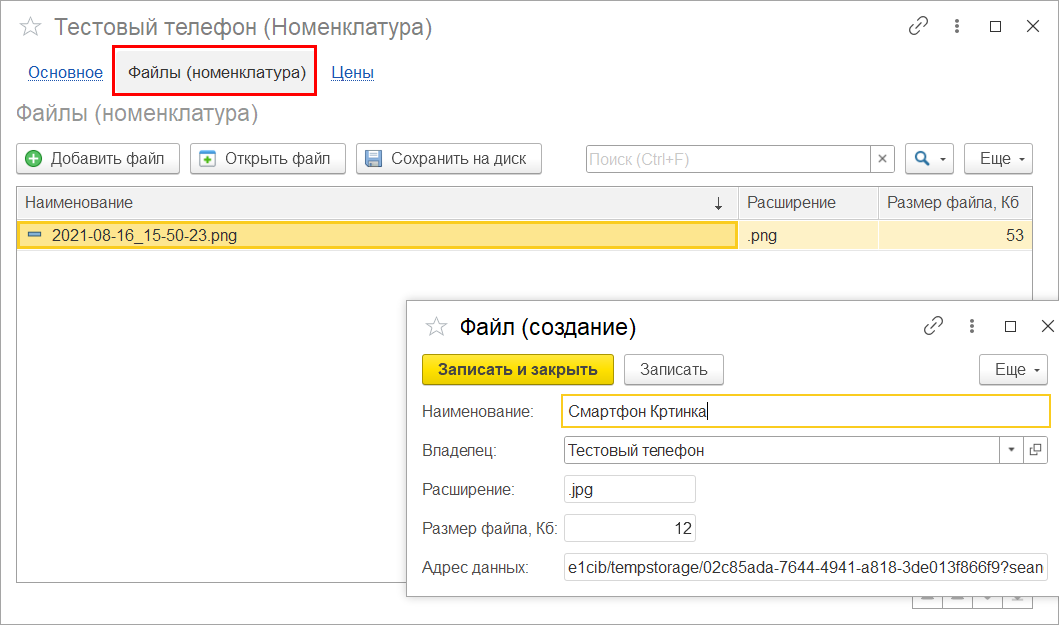 Тестовый телефон (Номенклатура)
Основное Файлы (номенклатура) Цены
Файлы (номенклатура)
Добавить файл Открыть файл Сохранить на диск Поиск (Ctrl+F) × Еще
Наименование ↓ Расширение Размер файла, Кб
2021-08-16_15-50-23.png .png 53
Файл (создание)
Записать и закрыть Записать Еще
Наименование: Смартфон Кртинка
Владелец: Тестовый телефон
Расширение: .jpg
Размер файла, Кб: 12
Адрес данных: e1cib/tempstorage/02c85ada-7644-4941-a818-3de013f866f9?sean